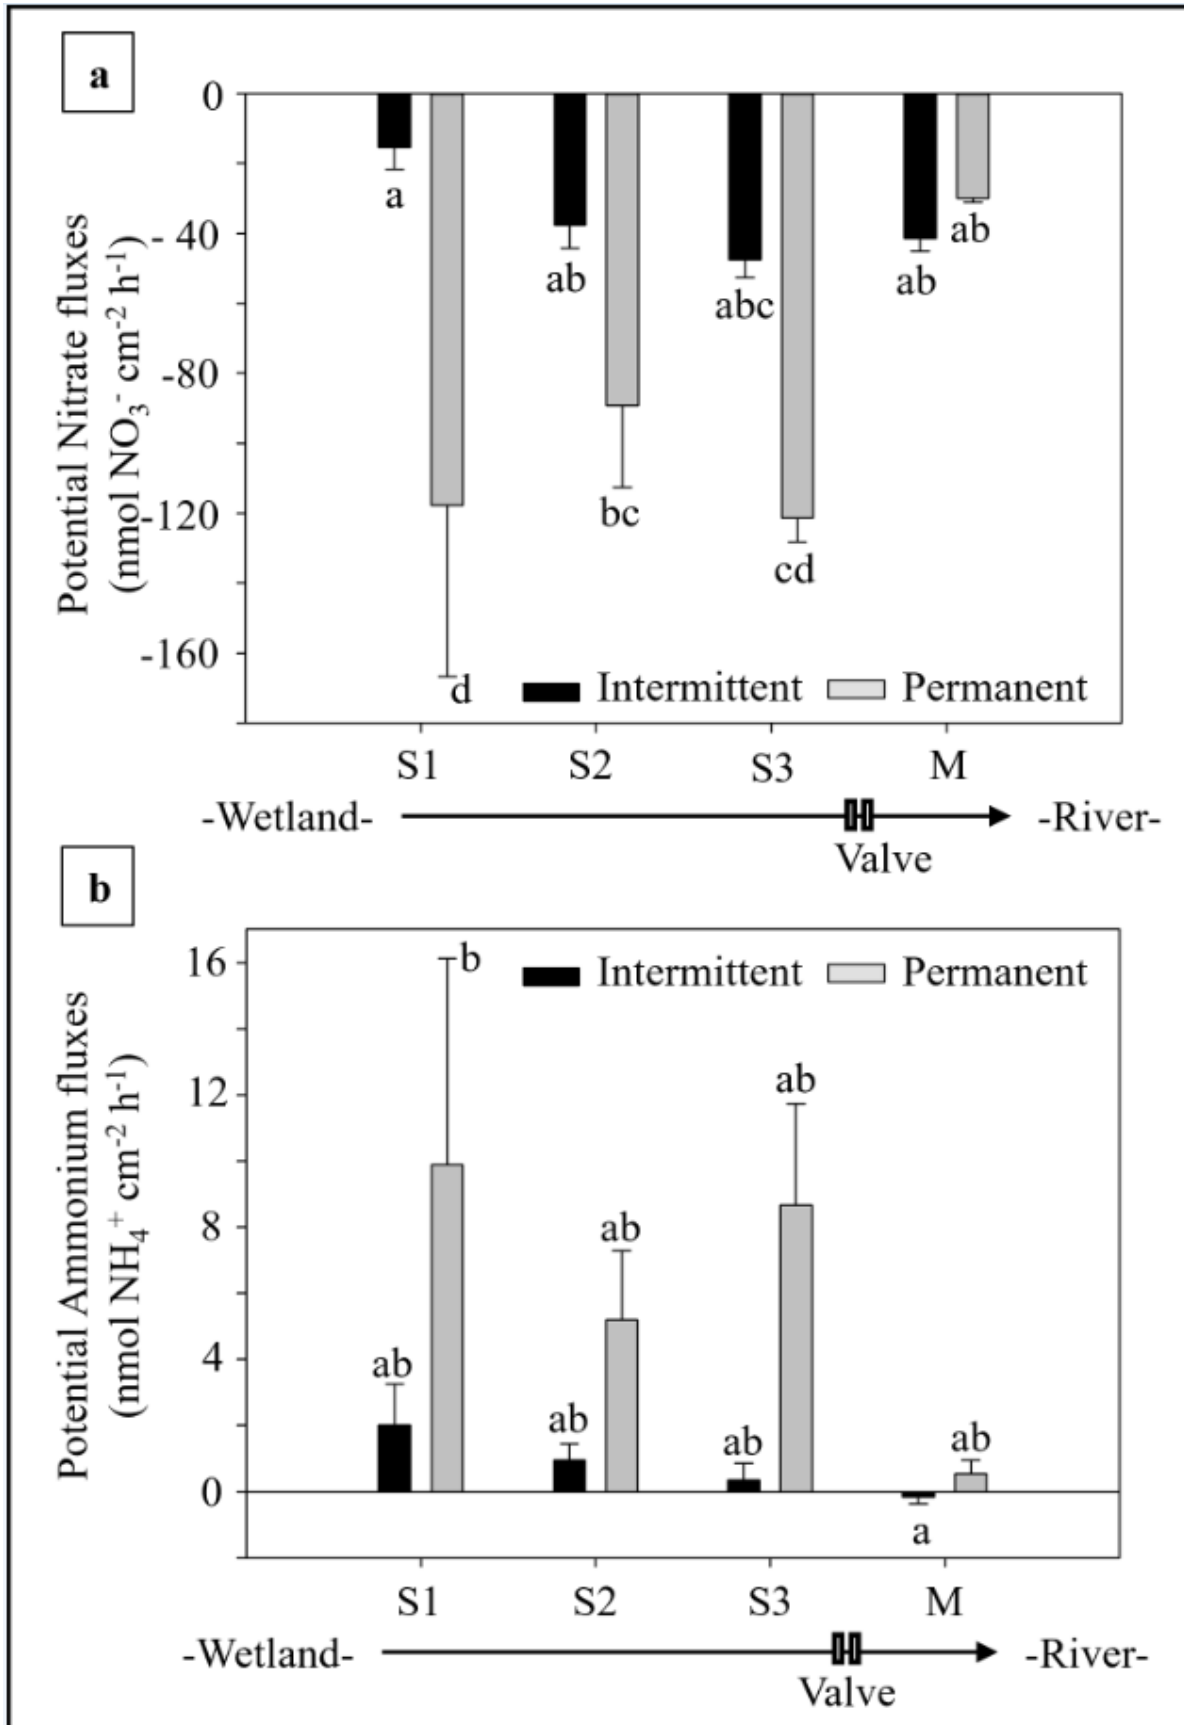 a
Potential Nitrate fluxes
(nmol NO₃⁻ cm⁻² h⁻¹)
0
- 40
-80
-120
-160
a
d
ab
bc
abc
cd
ab
ab
Intermittent Permanent
S1 S2 S3 M
-Wetland- -River-
Valve
b
Potential Ammonium fluxes
(nmol NH₄⁺ cm⁻² h⁻¹)
16
12
8
4
0
Intermittent Permanent
ab
b
ab
ab
ab
ab
a
ab
S1 S2 S3 M
-Wetland- -River-
Valve